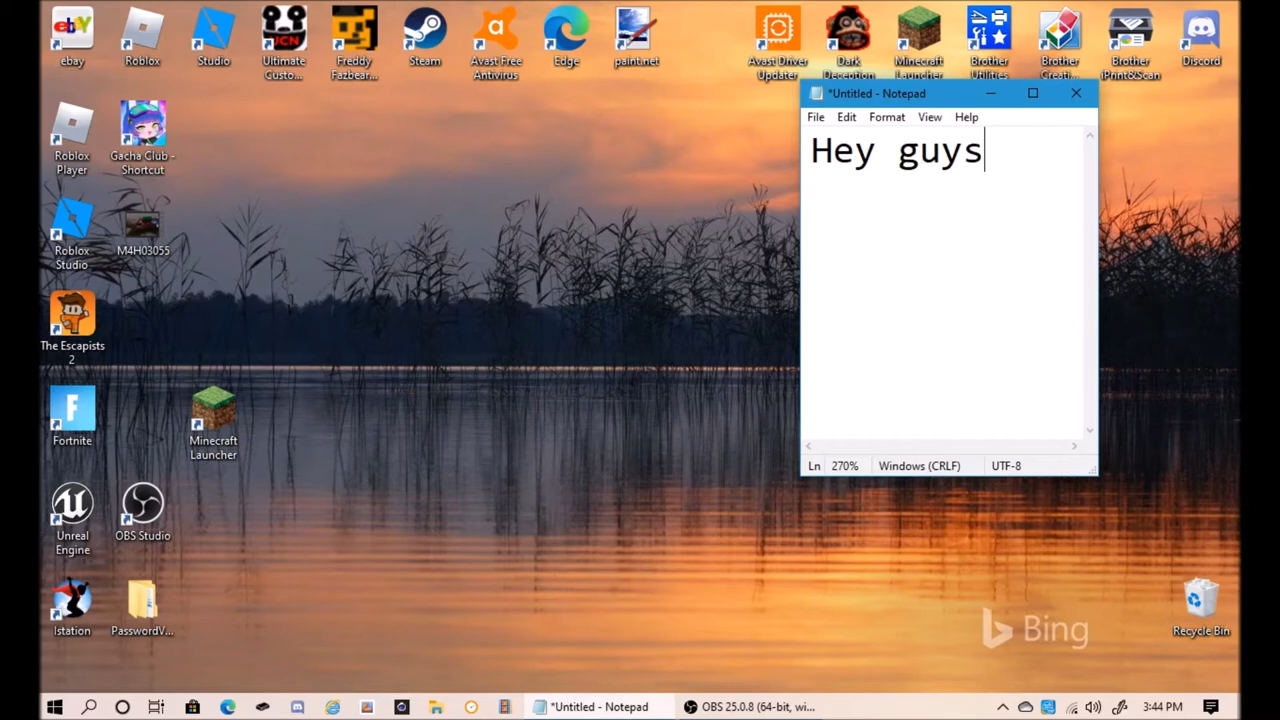 ebay
Roblox
Studio
Ultimate
Custo...
Freddy
Fazbear...
Steam
Avast Free
Antivirus
Edge
paint.net
Avast Driver
Updater
Dark
Deception
Minecraft
Launcher
Brother
Utilities
Brother
Creati...
Brother
iPrint&Scan
Discord
Roblox
Player
Gacha Club -
Shortcut
Roblox
Studio
M4H03055
The Escapists
2
Fortnite
Minecraft
Launcher
Unreal
Engine
OBS Studio
Istation
PasswordV...
*Untitled - Notepad
File Edit Format View Help
Hey guys
Ln 270% Windows (CRLF) UTF-8
Bing
Recycle Bin
*Untitled - Notepad
OBS 25.0.8 (64-bit, wi...
3:44 PM